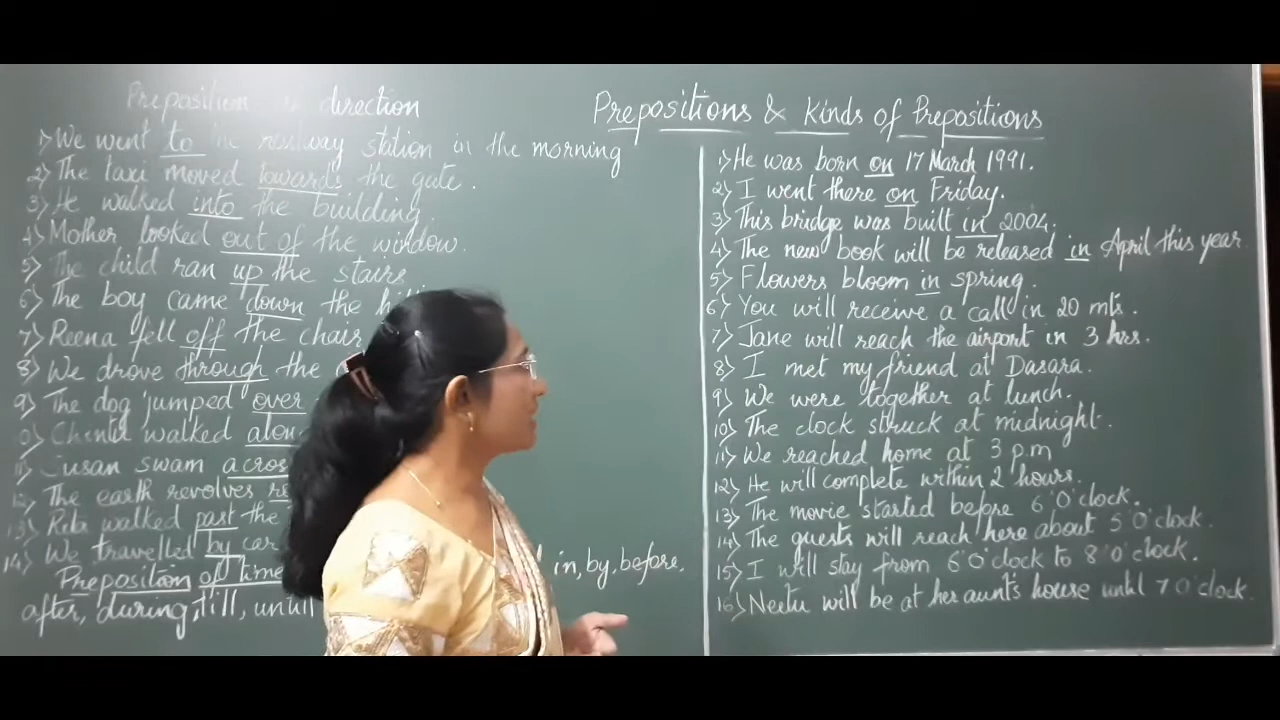 Preposition direction
1) We went to railway station in the morning
2) The taxi moved towards the gate.
3) He walked into the building.
4) Mother looked out of the window.
5) The child ran up the stairs
6) The boy came down the
7) Reena fell off the chair
8) We drove through the
9) The dog jumped over
walked
11) Susan swam
12) The earth revolves
13) Rita walked past the
14) We travelled by car
Preposition of time
in, by, before,
after, during, till, until
Prepositions & Kinds of Prepositions
1) He was born on 17 March 1991.
2) I went there on Friday.
3) This bridge was built in 2004.
4) The new book will be released in April this year
5) Flowers bloom in spring.
6) You will receive a call in 20 mts.
7) Jane will reach the airport in 3 hrs.
8) I met my friend at Dasara.
9) We were together at lunch.
10) The clock struck at midnight.
11) We reached home at 3 p.m
12) He will complete within 2 hours.
13) The movie started before 6 'O' clock.
14) The guests will reach here about 5 'O' clock.
15) I will stay from 6 'O' clock to 8 'O' clock.
16) Neetu will be at her aunt's house until 7 'O' clock.